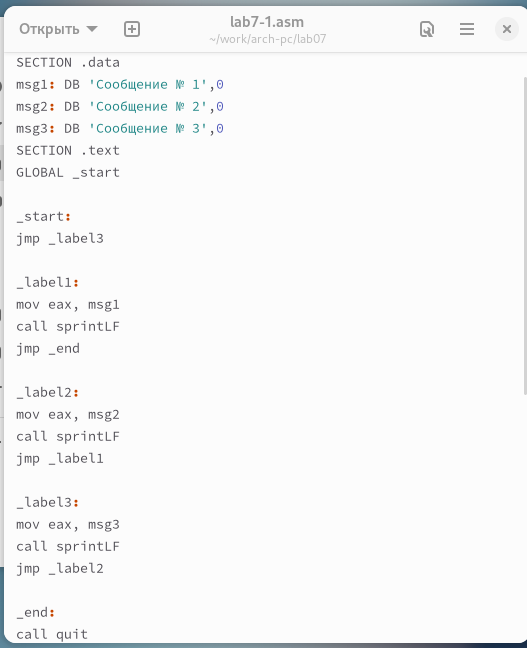 Открыть
lab7-1.asm
~/work/arch-pc/lab07
SECTION .data
msg1: DB 'Сообщение № 1',0
msg2: DB 'Сообщение № 2',0
msg3: DB 'Сообщение № 3',0
SECTION .text
GLOBAL _start

_start:
jmp _label3

_label1:
mov eax, msg1
call sprintLF
jmp _end

_label2:
mov eax, msg2
call sprintLF
jmp _label1

_label3:
mov eax, msg3
call sprintLF
jmp _label2

_end:
call quit